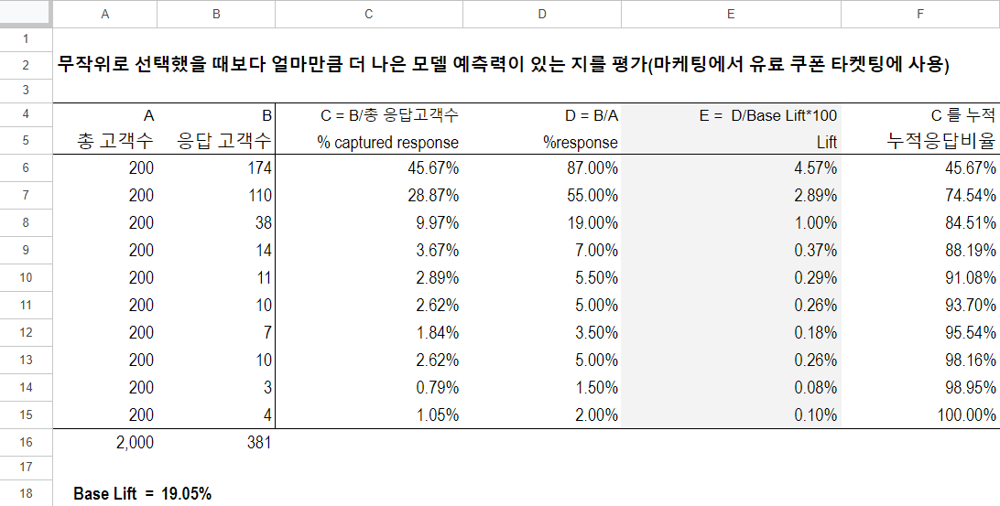 A B C D E F
1
2 무작위로 선택했을 때보다 얼마만큼 더 나은 모델 예측력이 있는 지를 평가(마케팅에서 유료 쿠폰 타켓팅에 사용)
3
4 A B C = B/총 응답고객수 D = B/A E = D/Base Lift*100 C 를 누적
5 총 고객수 응답 고객수 % captured response %response Lift 누적응답비율
6 200 174 45.67% 87.00% 4.57% 45.67%
7 200 110 28.87% 55.00% 2.89% 74.54%
8 200 38 9.97% 19.00% 1.00% 84.51%
9 200 14 3.67% 7.00% 0.37% 88.19%
10 200 11 2.89% 5.50% 0.29% 91.08%
11 200 10 2.62% 5.00% 0.26% 93.70%
12 200 7 1.84% 3.50% 0.18% 95.54%
13 200 10 2.62% 5.00% 0.26% 98.16%
14 200 3 0.79% 1.50% 0.08% 98.95%
15 200 4 1.05% 2.00% 0.10% 100.00%
16 2,000 381
17
18 Base Lift = 19.05%